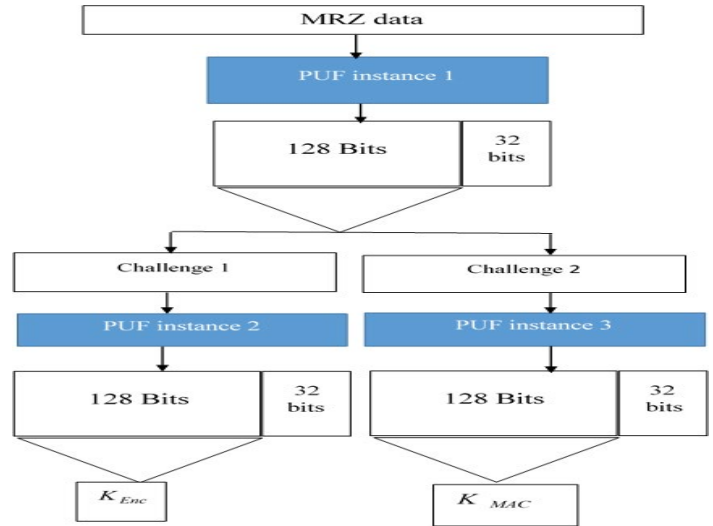 MRZ data
PUF instance 1
128 Bits
32
bits
Challenge 1
Challenge 2
PUF instance 2
PUF instance 3
128 Bits
32
bits
128 Bits
32
bits
K Enc
K MAC